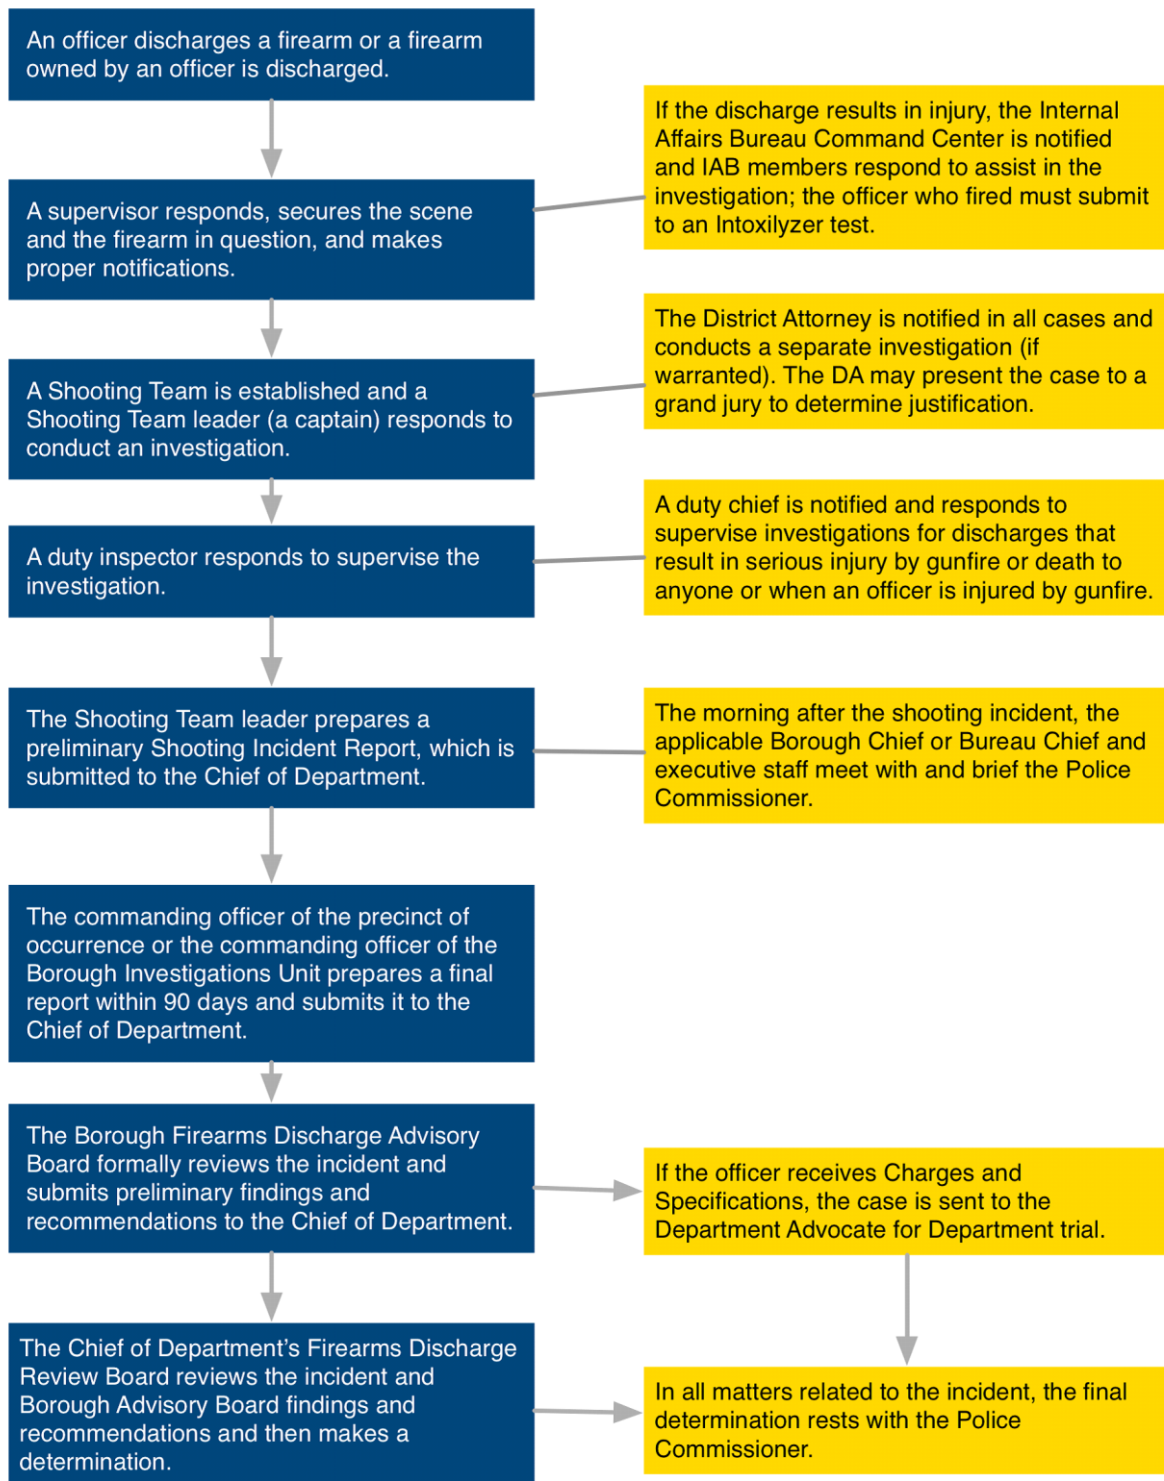 An officer discharges a firearm or a firearm
owned by an officer is discharged.
If the discharge results in injury, the Internal
Affairs Bureau Command Center is notified
and IAB members respond to assist in the
investigation; the officer who fired must submit
to an Intoxilyzer test.
A supervisor responds, secures the scene
and the firearm in question, and makes
proper notifications.
The District Attorney is notified in all cases and
conducts a separate investigation (if
warranted). The DA may present the case to a
grand jury to determine justification.
A Shooting Team is established and a
Shooting Team leader (a captain) responds to
conduct an investigation.
A duty chief is notified and responds to
supervise investigations for discharges that
result in serious injury by gunfire or death to
anyone or when an officer is injured by gunfire.
A duty inspector responds to supervise the
investigation.
The Shooting Team leader prepares a
preliminary Shooting Incident Report, which is
submitted to the Chief of Department.
The morning after the shooting incident, the
applicable Borough Chief or Bureau Chief and
executive staff meet with and brief the Police
Commissioner.
The commanding officer of the precinct of
occurrence or the commanding officer of the
Borough Investigations Unit prepares a final
report within 90 days and submits it to the
Chief of Department.
The Borough Firearms Discharge Advisory
Board formally reviews the incident and
submits preliminary findings and
recommendations to the Chief of Department.
If the officer receives Charges and
Specifications, the case is sent to the
Department Advocate for Department trial.
The Chief of Department's Firearms Discharge
Review Board reviews the incident and
Borough Advisory Board findings and
recommendations and then makes a
determination.
In all matters related to the incident, the final
determination rests with the Police
Commissioner.